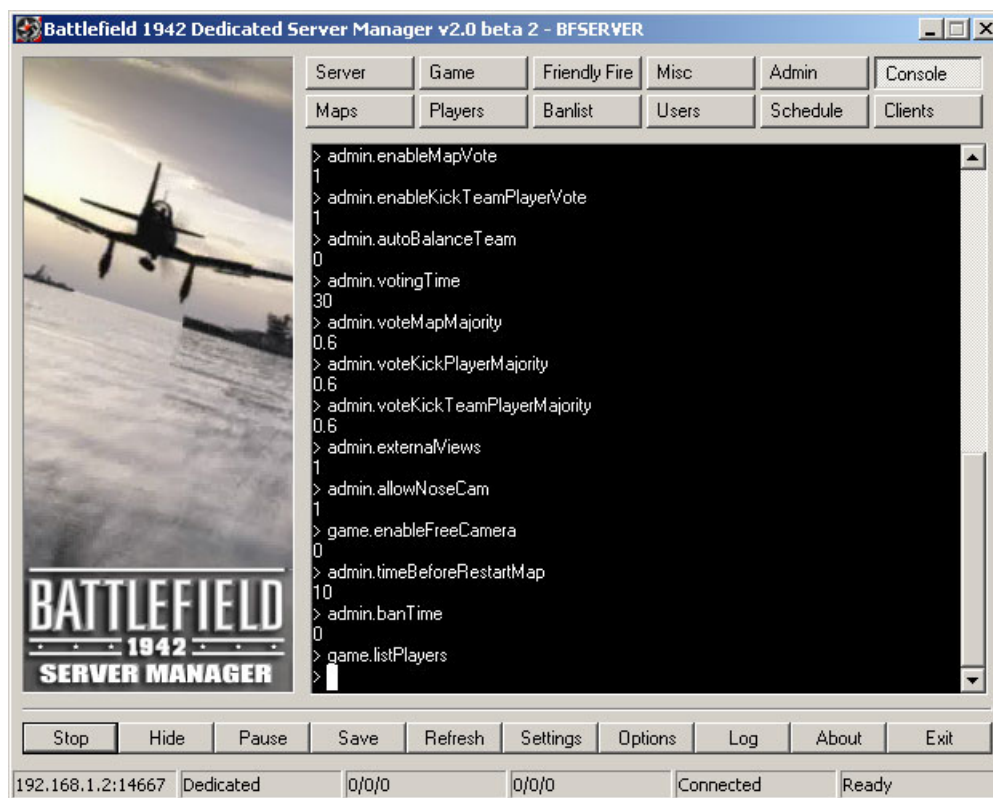 Battlefield 1942 Dedicated Server Manager v2.0 beta 2 - BFSERVER
Server Game Friendly Fire Misc Admin Console
Maps Players Banlist Users Schedule Clients
> admin.enableMapVote
1
> admin.enableKickTeamPlayerVote
1
> admin.autoBalanceTeam
0
> admin.votingTime
30
> admin.voteMapMajority
0.6
> admin.voteKickPlayerMajority
0.6
> admin.voteKickTeamPlayerMajority
0.6
> admin.externalViews
1
> admin.allowNoseCam
1
> game.enableFreeCamera
0
> admin.timeBeforeRestartMap
10
> admin.banTime
0
> game.listPlayers
>
BATTLEFIELD
1942
SERVER MANAGER
Stop Hide Pause Save Refresh Settings Options Log About Exit
192.168.1.2:14667 Dedicated 0/0/0 0/0/0 Connected Ready